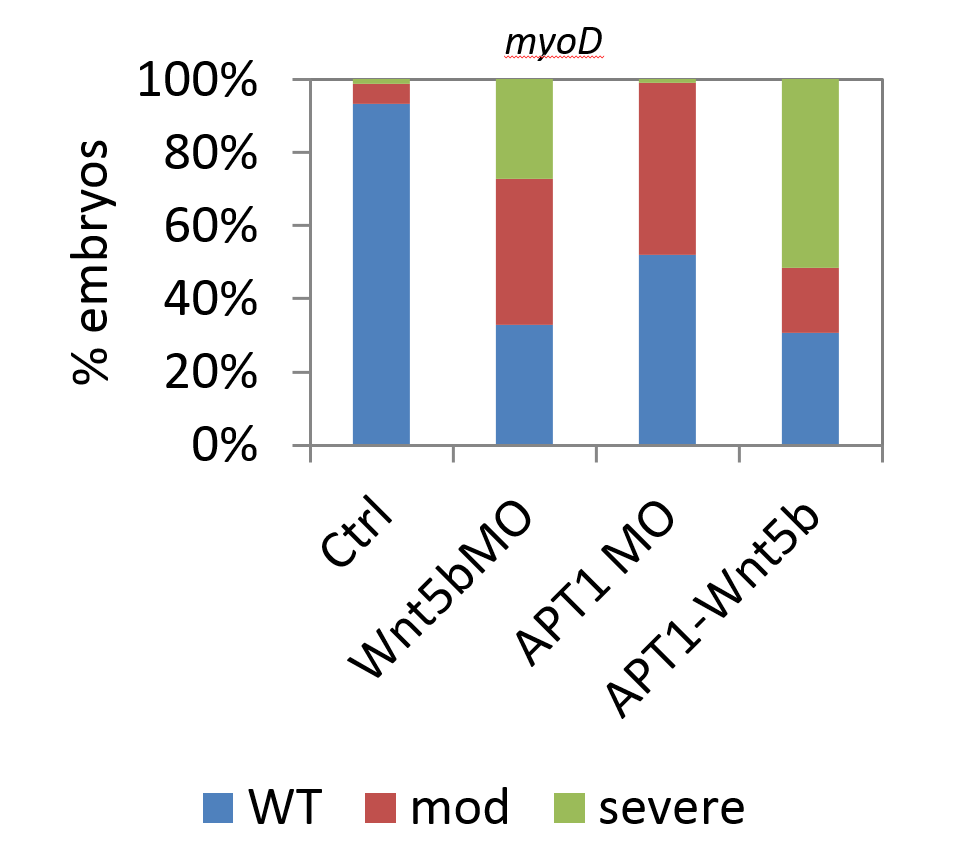 myoD
% embryos
100%
80%
60%
40%
20%
0%
Ctrl
Wnt5bMO
APT1 MO
APT1-Wnt5b
WT mod severe